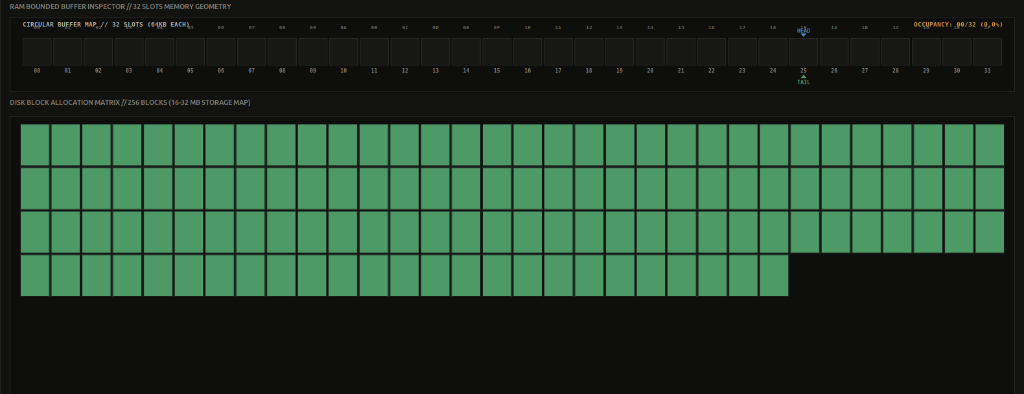 RAM BOUNDED BUFFER INSPECTOR // 32 SLOTS MEMORY GEOMETRY
CIRCULAR BUFFER MAP // 32 SLOTS (64KB EACH)
HEAD
OCCUPANCY: 00/32 (0.0%)
00 01 02 03 04 05 06 07 08 09 10 11 12 13 14 15 16 17 18 19 20 21 22 23 24 25 26 27 28 29 30 31
TAIL
DISK BLOCK ALLOCATION MATRIX // 256 BLOCKS (16-32 MB STORAGE MAP)